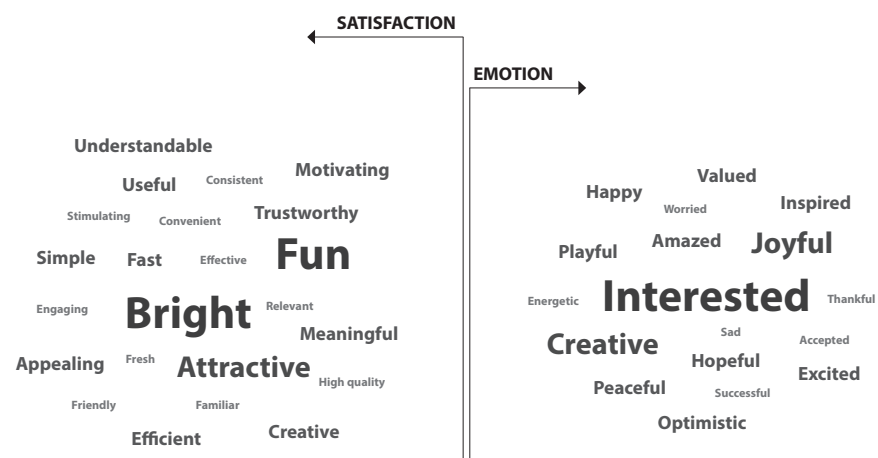 SATISFACTION
EMOTION
Understandable
Motivating
Useful
Consistent
Stimulating
Convenient
Trustworthy
Simple
Fast
Effective
Fun
Engaging
Bright
Relevant
Meaningful
Appealing
Fresh
Attractive
High quality
Friendly
Familiar
Efficient
Creative
Valued
Happy
Worried
Inspired
Playful
Amazed
Joyful
Energetic
Interested
Thankful
Creative
Sad
Accepted
Hopeful
Excited
Peaceful
Successful
Optimistic